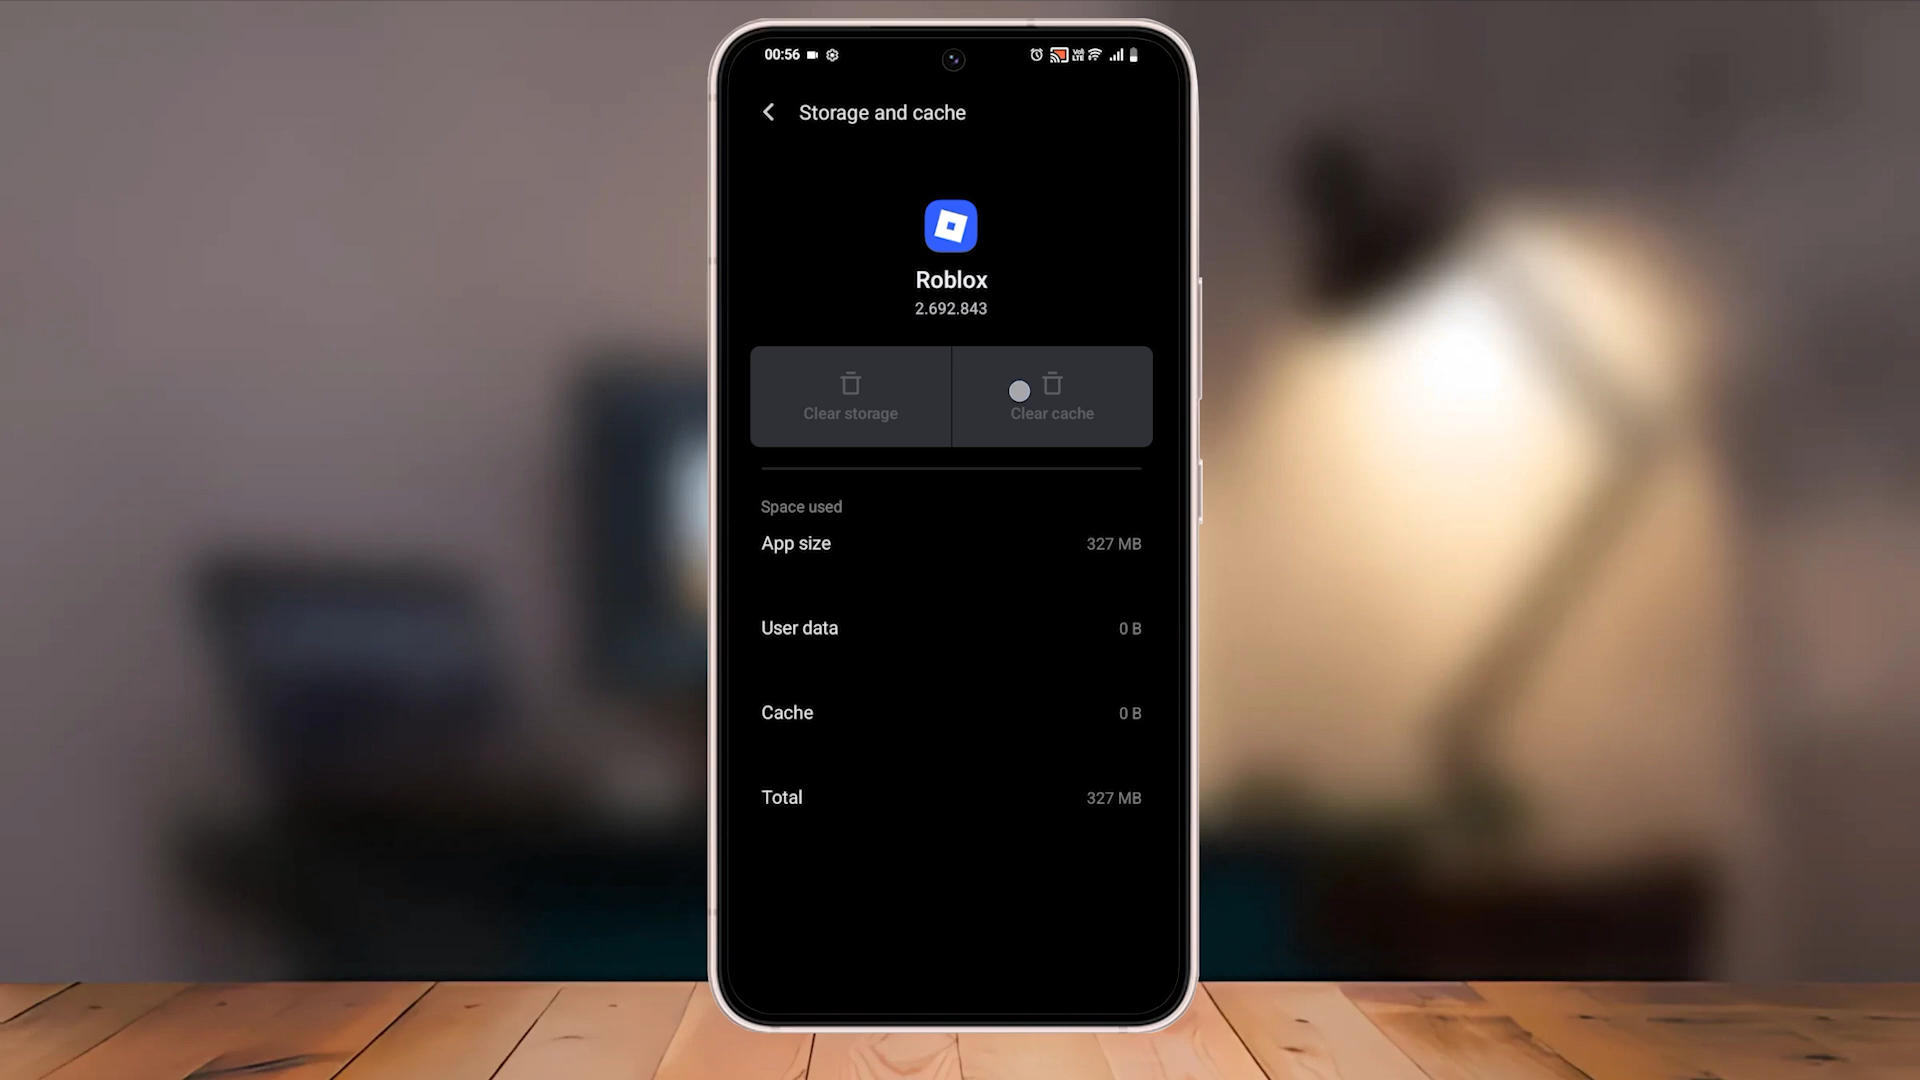 00:56
Storage and cache
Roblox
2.692.843
Clear storage
Clear cache
Space used
App size 327 MB
User data 0 B
Cache 0 B
Total 327 MB